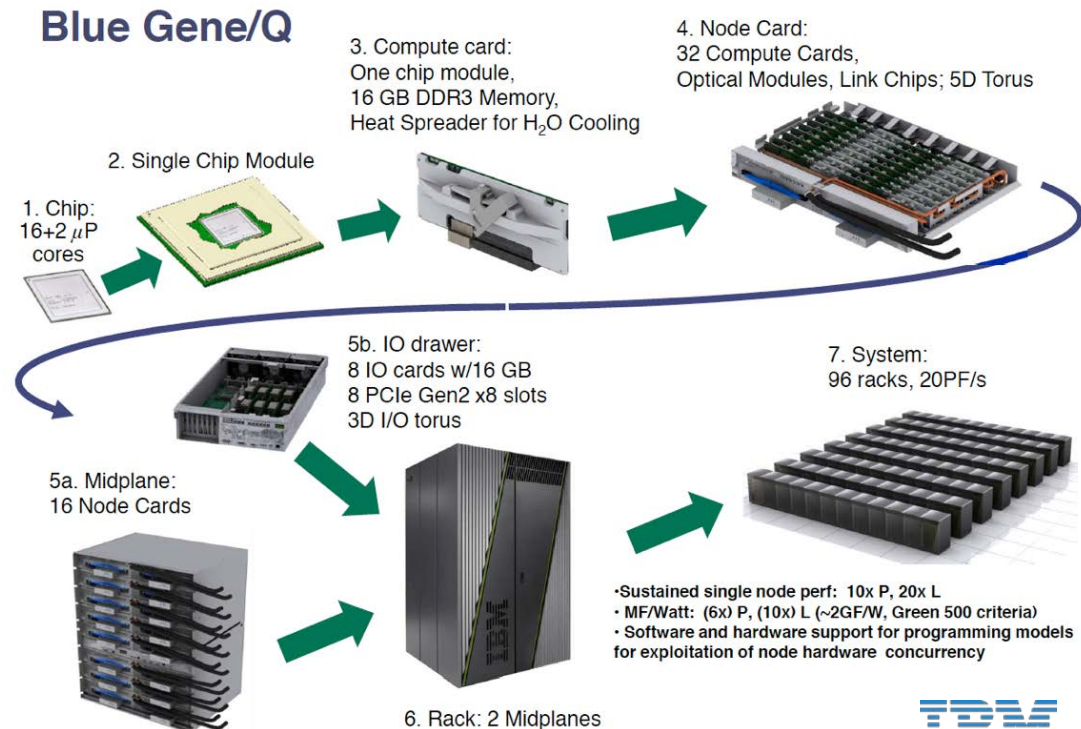 Blue Gene/Q
1. Chip:
16+2 μP
cores
2. Single Chip Module
3. Compute card:
One chip module,
16 GB DDR3 Memory,
Heat Spreader for H₂O Cooling
4. Node Card:
32 Compute Cards,
Optical Modules, Link Chips; 5D Torus
5a. Midplane:
16 Node Cards
5b. IO drawer:
8 IO cards w/16 GB
8 PCIe Gen2 x8 slots
3D I/O torus
IBM
6. Rack: 2 Midplanes
7. System:
96 racks, 20PF/s
•Sustained single node perf: 10x P, 20x L
• MF/Watt: (6x) P, (10x) L (~2GF/W, Green 500 criteria)
• Software and hardware support for programming models
for exploitation of node hardware concurrency
IBM